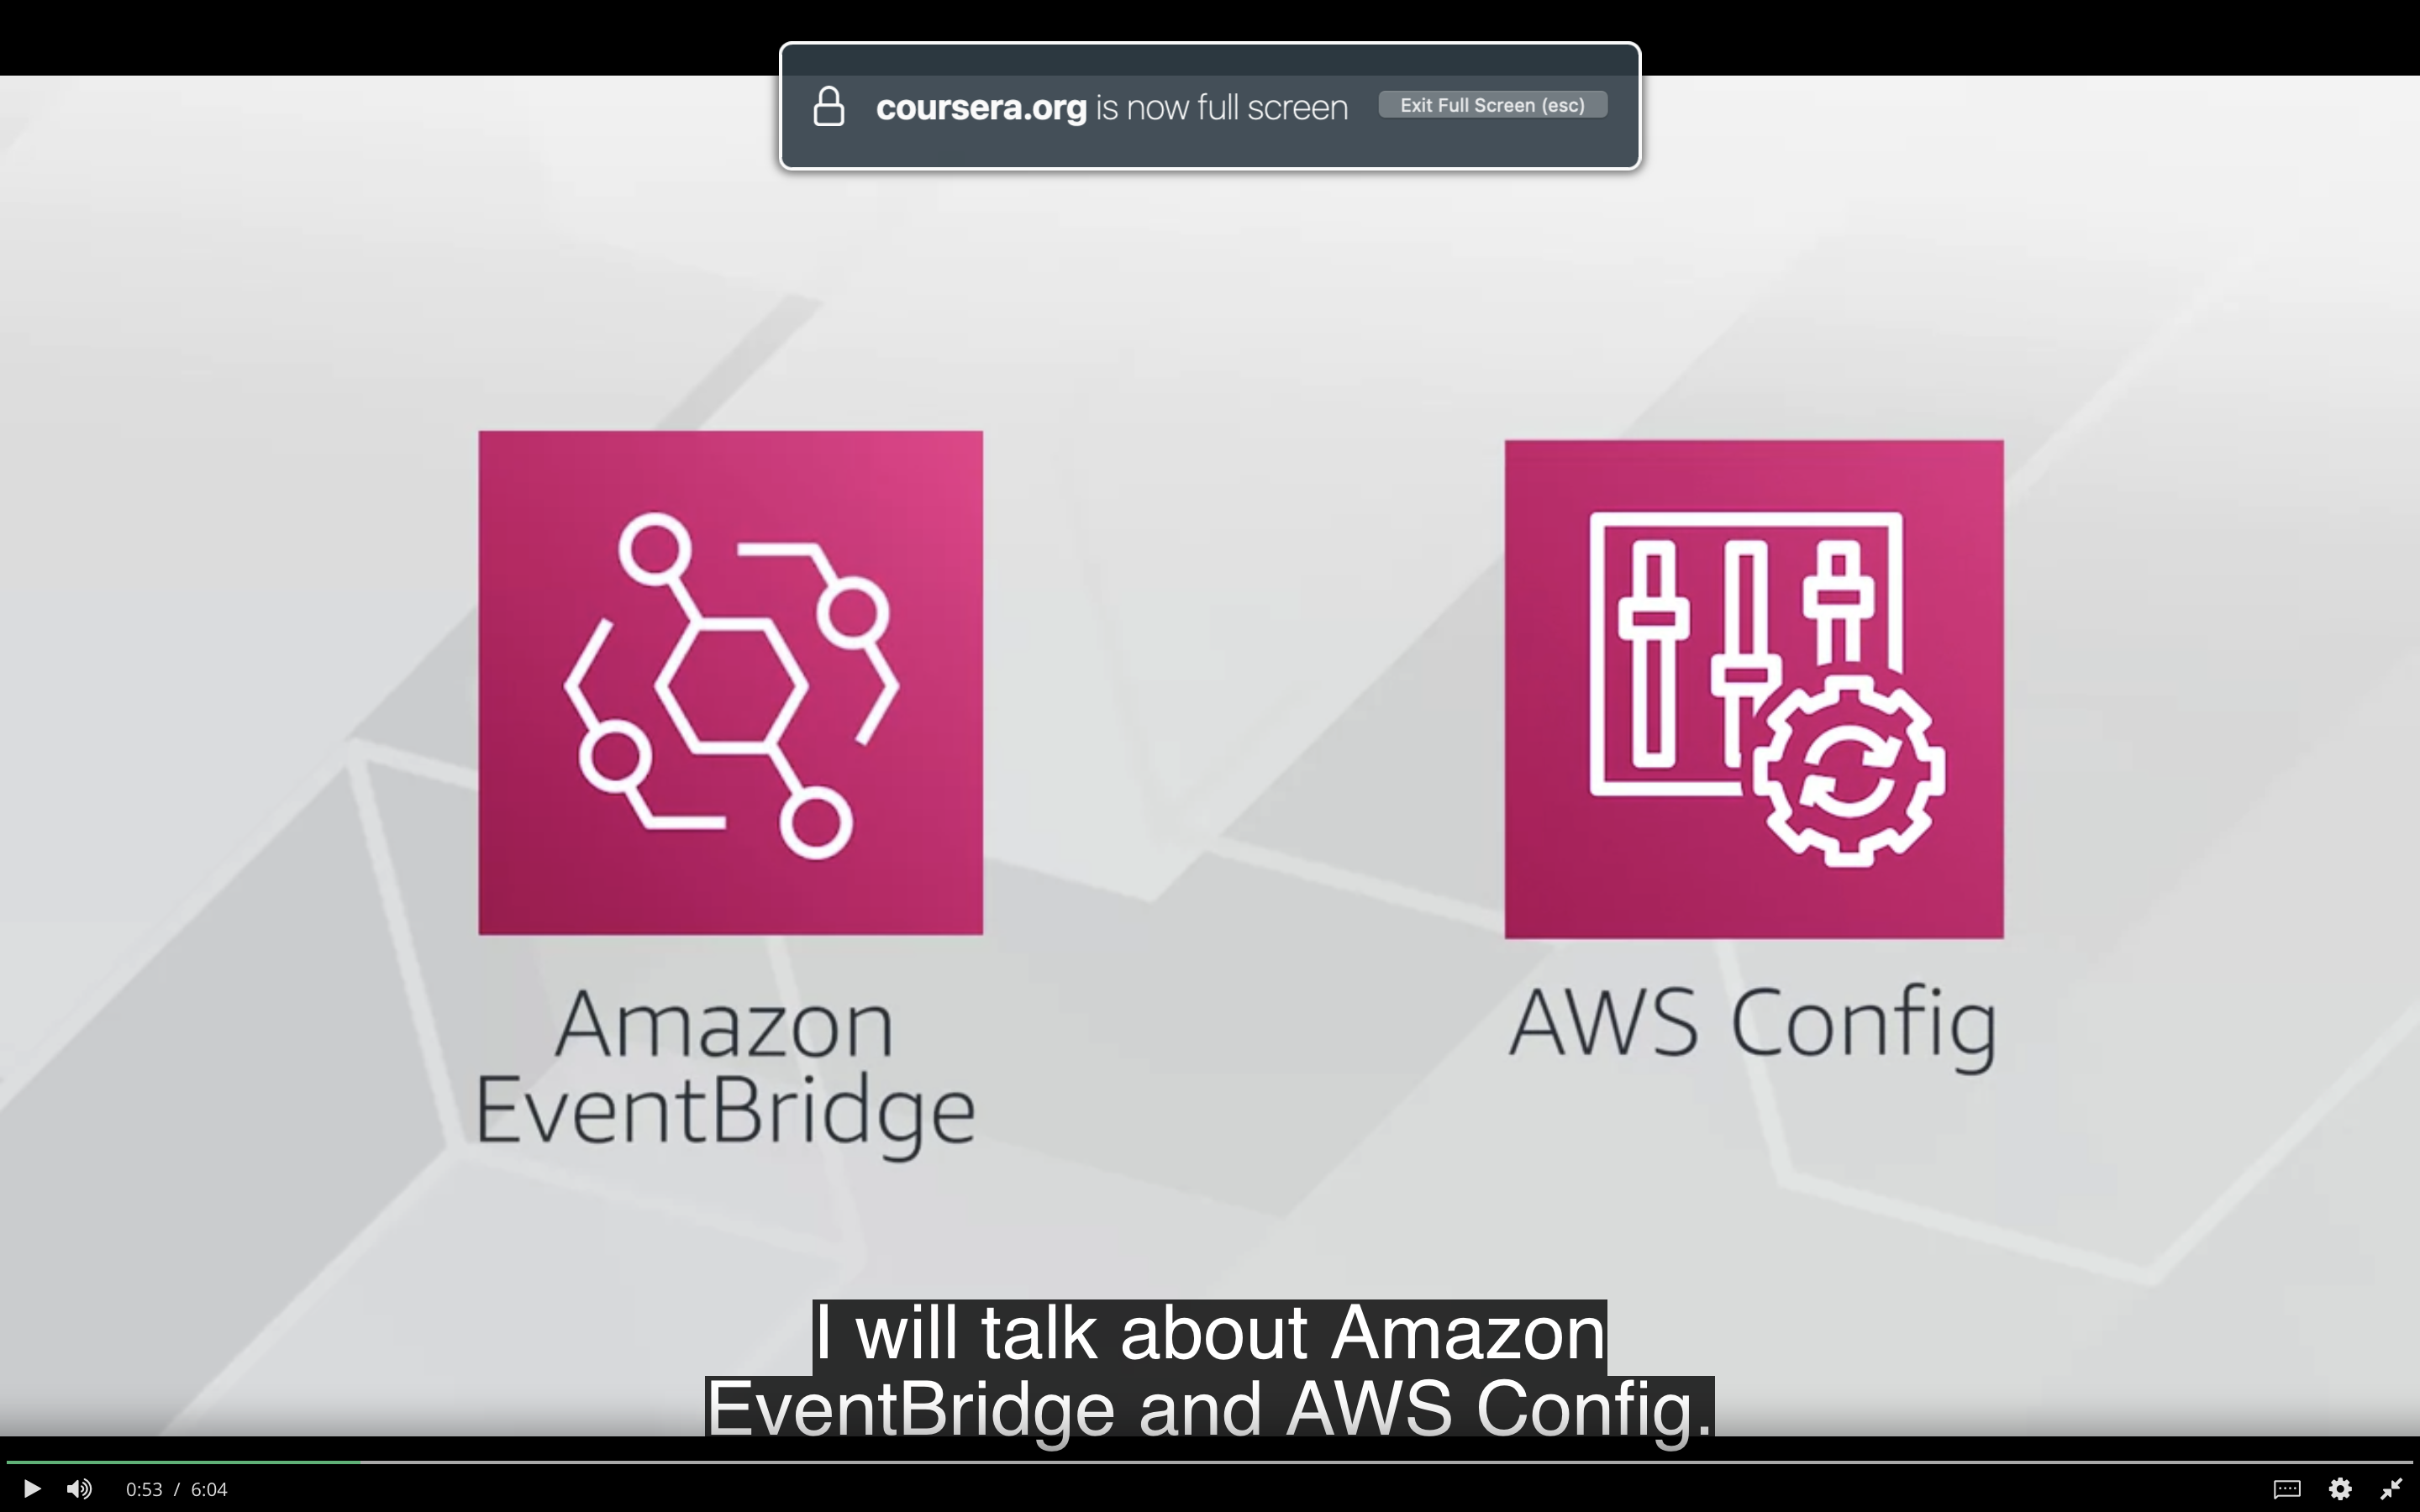 coursera.org is now full screen
Exit Full Screen (esc)
Amazon
EventBridge
AWS Config
I will talk about Amazon
EventBridge and AWS Config.
0:53 / 6:04